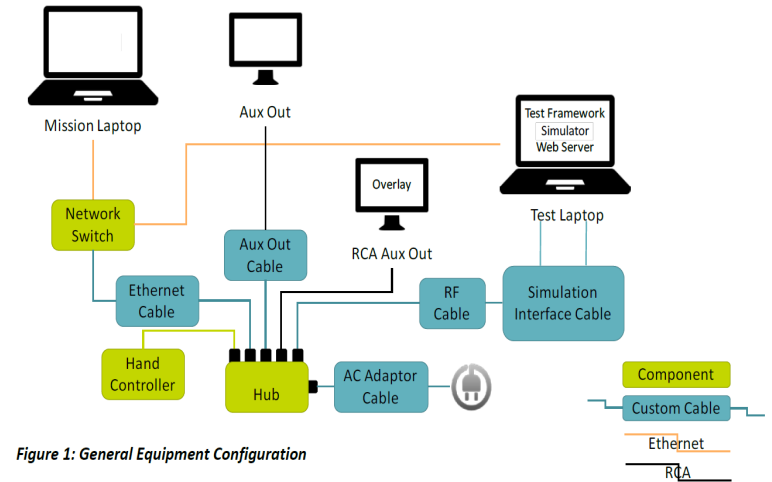 Mission Laptop
Aux Out
Test Framework
Simulator
Web Server
Overlay
Test Laptop
Network
Switch
Aux Out
Cable
RCA Aux Out
Ethernet
Cable
RF
Cable
Simulation
Interface Cable
Hand
Controller
Hub
AC Adaptor
Cable
Component
Custom Cable
Ethernet
RCA
Figure 1: General Equipment Configuration